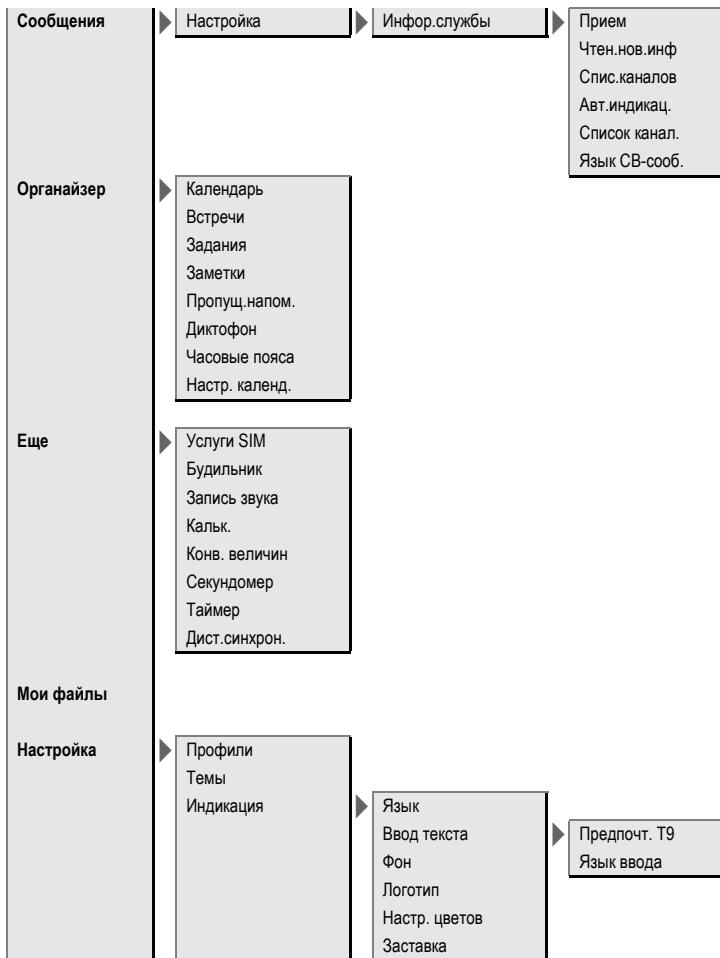 Сообщения
Настройка
Инфор.службы
Прием
Чтен.нов.инф
Спис.каналов
Авт.индикац.
Список канал.
Язык СВ-сооб.
Органайзер
Календарь
Встречи
Задания
Заметки
Пропущ.напом.
Диктофон
Часовые пояса
Настр. календ.
Еще
Услуги SIM
Будильник
Запись звука
Кальк.
Конв. величин
Секундомер
Таймер
Дист.синхрон.
Мои файлы
Настройка
Профили
Темы
Индикация
Язык
Ввод текста
Предпочт. Т9
Язык ввода
Фон
Логотип
Настр. цветов
Заставка